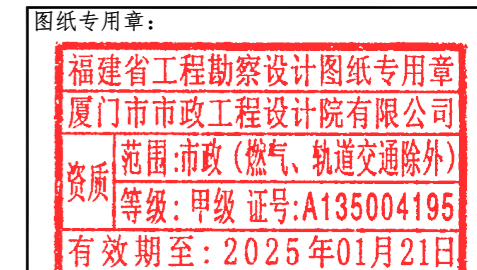 图纸专用章:
福建省工程勘察设计图纸专用章
厦门市市政工程设计院有限公司
资质
范围:市政（燃气、轨道交通除外）
等级:甲级 证号:A135004195
有效期至:2025年01月21日